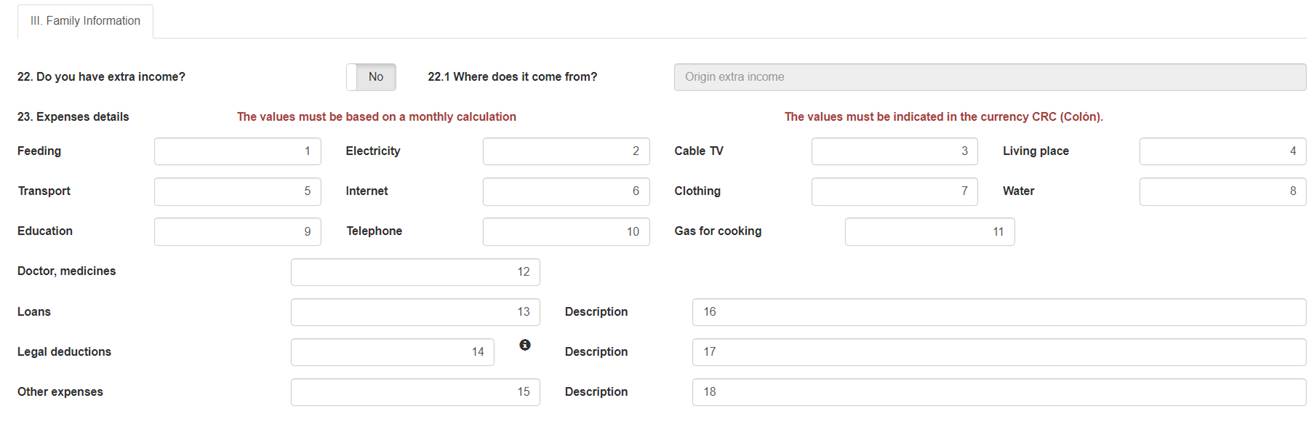 III. Family Information
22. Do you have extra income? No 22.1 Where does it come from? Origin extra income
23. Expenses details The values must be based on a monthly calculation The values must be indicated in the currency CRC (Colón).
Feeding 1 Electricity 2 Cable TV 3 Living place 4
Transport 5 Internet 6 Clothing 7 Water 8
Education 9 Telephone 10 Gas for cooking 11
Doctor, medicines 12
Loans 13 Description 16
Legal deductions 14 Description 17
Other expenses 15 Description 18